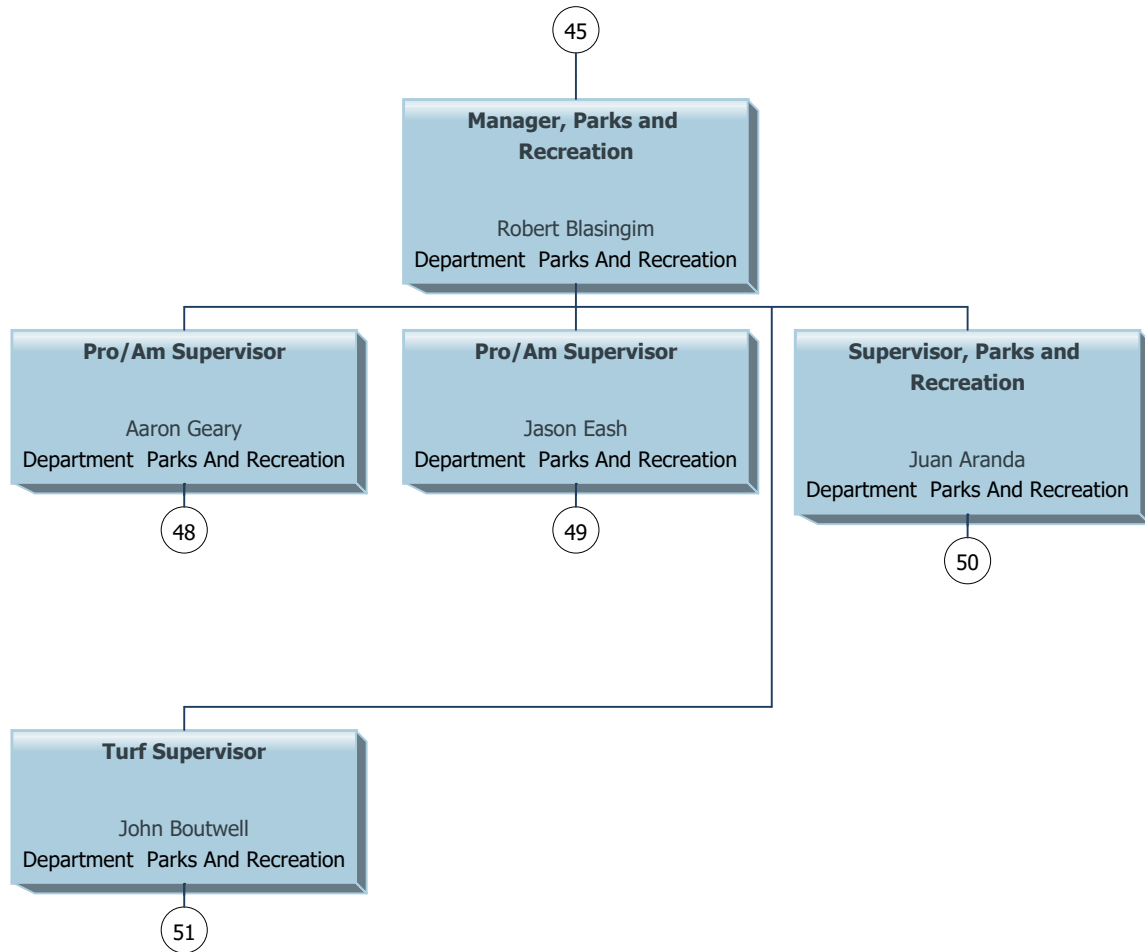 45
Manager, Parks and
Recreation
Robert Blasingim
Department  Parks And Recreation
Pro/Am Supervisor
Aaron Geary
Department  Parks And Recreation
48
Pro/Am Supervisor
Jason Eash
Department  Parks And Recreation
49
Supervisor, Parks and
Recreation
Juan Aranda
Department  Parks And Recreation
50
Turf Supervisor
John Boutwell
Department  Parks And Recreation
51